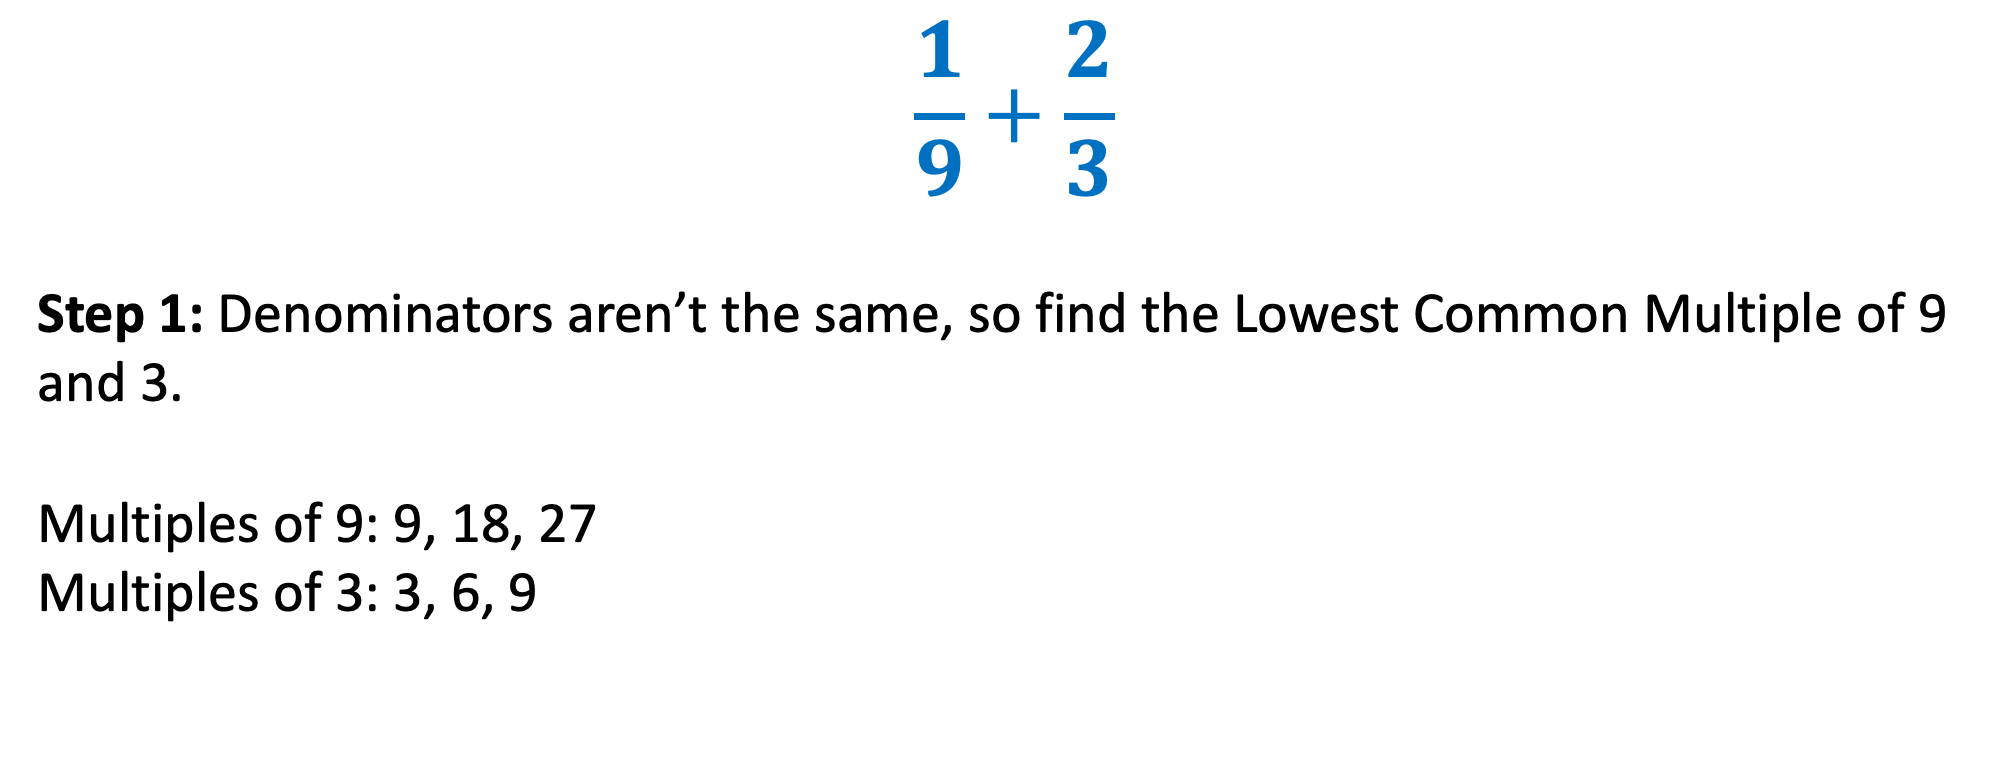 1/9 + 2/3
Step 1: Denominators aren’t the same, so find the Lowest Common Multiple of 9
and 3.
Multiples of 9: 9, 18, 27
Multiples of 3: 3, 6, 9